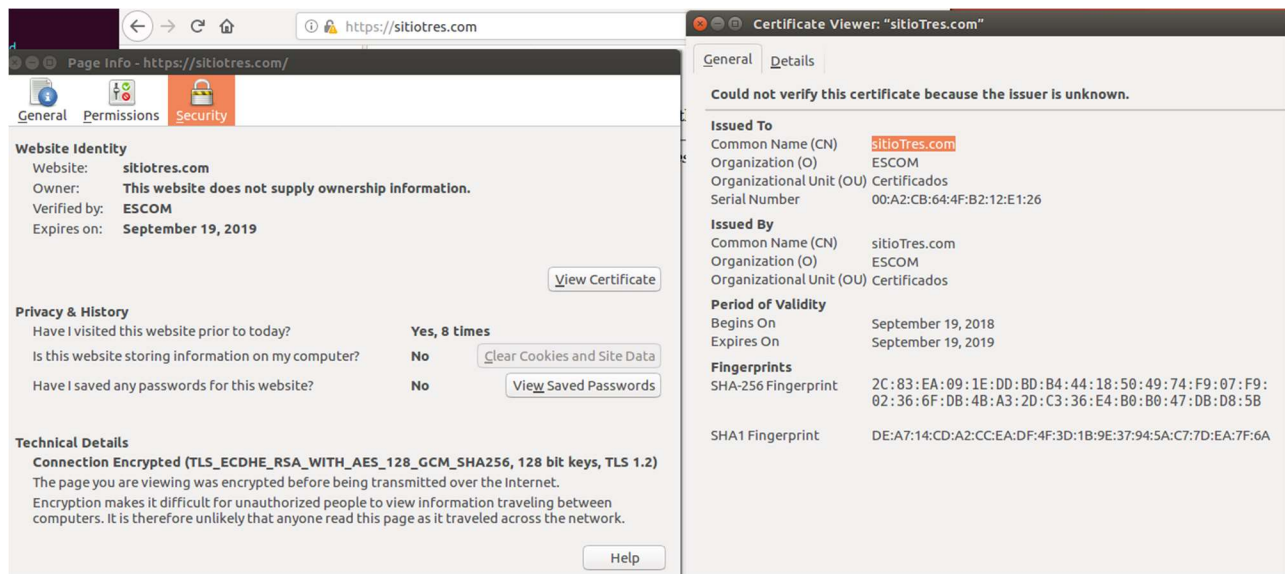 https://sitiotres.com
Page Info - https://sitiotres.com/
General Permissions Security
Website Identity
Website: sitiotres.com
Owner: This website does not supply ownership information.
Verified by: ESCOM
Expires on: September 19, 2019
View Certificate
Privacy & History
Have I visited this website prior to today? Yes, 8 times
Is this website storing information on my computer? No Clear Cookies and Site Data
Have I saved any passwords for this website? No View Saved Passwords
Technical Details
Connection Encrypted (TLS_ECDHE_RSA_WITH_AES_128_GCM_SHA256, 128 bit keys, TLS 1.2)
The page you are viewing was encrypted before being transmitted over the Internet.
Encryption makes it difficult for unauthorized people to view information traveling between
computers. It is therefore unlikely that anyone read this page as it traveled across the network.
Help
Certificate Viewer: “sitioTres.com”
General Details
Could not verify this certificate because the issuer is unknown.
Issued To
Common Name (CN) sitioTres.com
Organization (O) ESCOM
Organizational Unit (OU) Certificados
Serial Number 00:A2:CB:64:4F:B2:12:E1:26
Issued By
Common Name (CN) sitioTres.com
Organization (O) ESCOM
Organizational Unit (OU) Certificados
Period of Validity
Begins On September 19, 2018
Expires On September 19, 2019
Fingerprints
SHA-256 Fingerprint 2C:83:EA:09:1E:DD:BD:B4:44:18:50:49:74:F9:07:F9:
02:36:6F:DB:4B:A3:2D:C3:36:E4:B0:B0:47:DB:D8:5B
SHA1 Fingerprint DE:A7:14:CD:A2:CC:EA:DF:4F:3D:1B:9E:37:94:5A:C7:7D:EA:7F:6A